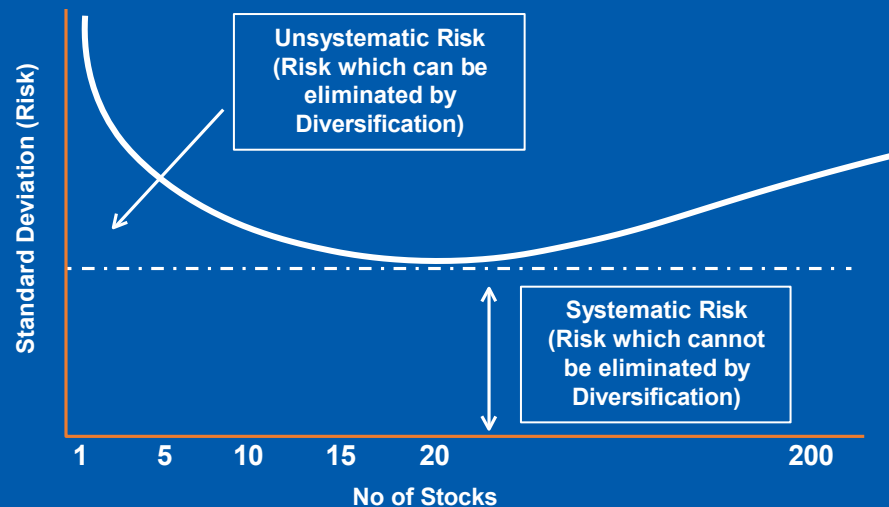 Unsystematic Risk
(Risk which can be
eliminated by
Diversification)
Standard Deviation (Risk)
Systematic Risk
(Risk which cannot
be eliminated by
Diversification)
1 5 10 15 20 200
No of Stocks